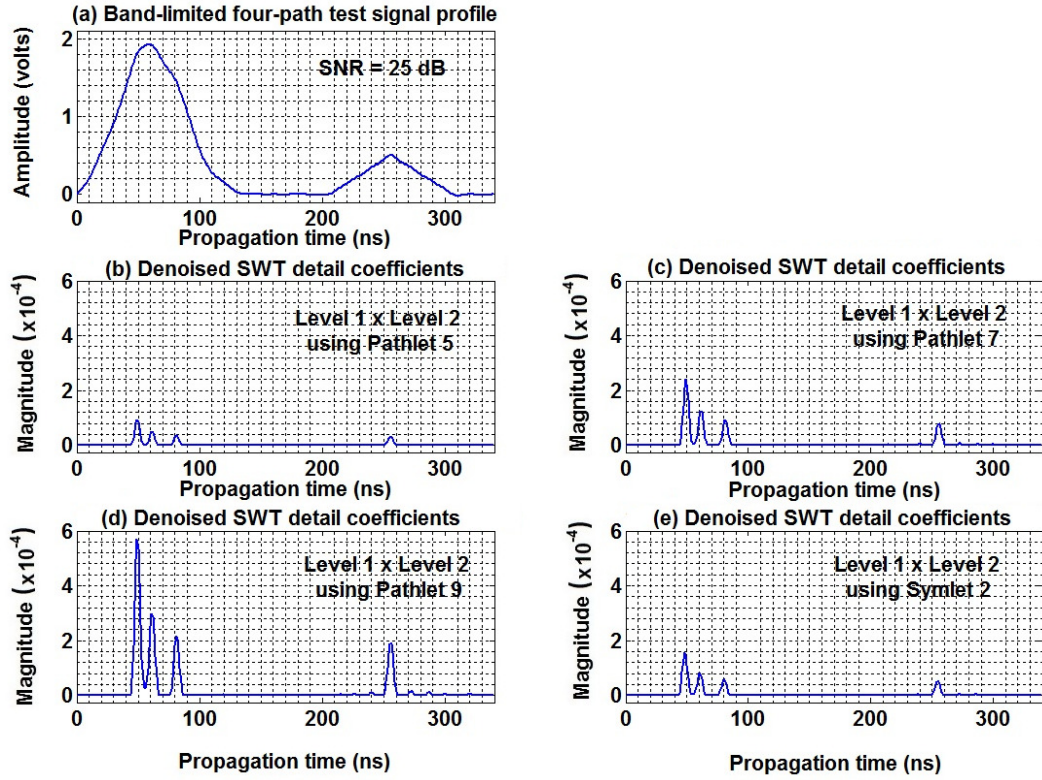 (a) Band-limited four-path test signal profile
Amplitude (volts)
2
1
0
SNR = 25 dB
0 100 200 300
Propagation time (ns)
(b) Denoised SWT detail coefficients
Magnitude (x10⁻⁴)
6
4
2
0
Level 1 x Level 2
using Pathlet 5
0 100 200 300
Propagation time (ns)
(c) Denoised SWT detail coefficients
Magnitude (x10⁻⁴)
6
4
2
0
Level 1 x Level 2
using Pathlet 7
0 100 200 300
Propagation time (ns)
(d) Denoised SWT detail coefficients
Magnitude (x10⁻⁴)
6
4
2
0
Level 1 x Level 2
using Pathlet 9
0 100 200 300
Propagation time (ns)
(e) Denoised SWT detail coefficients
Magnitude (x10⁻⁴)
6
4
2
0
Level 1 x Level 2
using Symlet 2
0 100 200 300
Propagation time (ns)